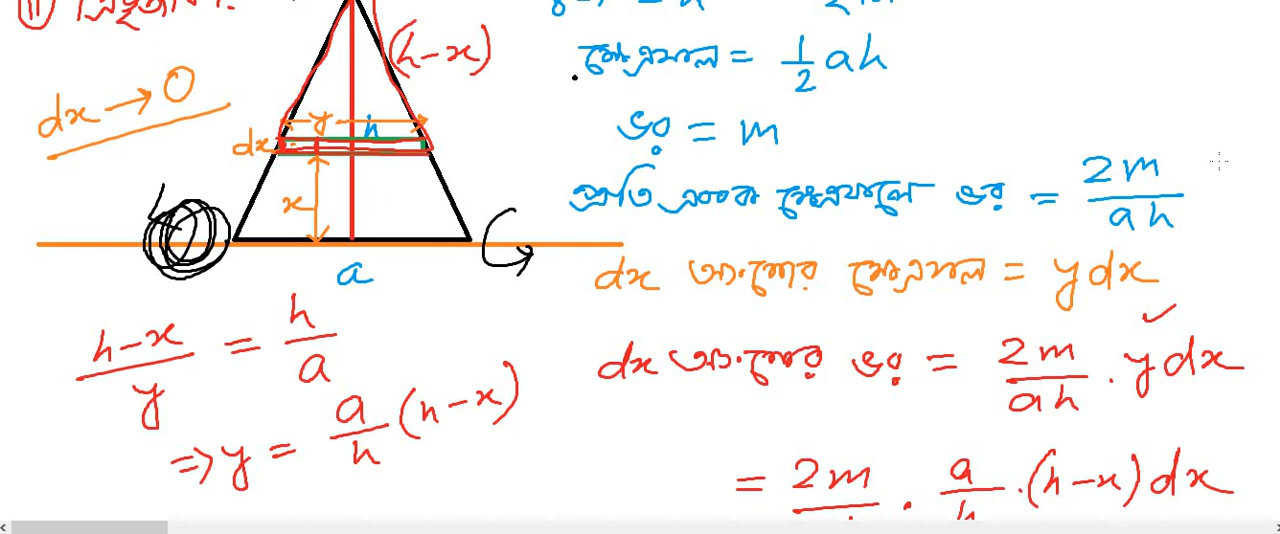 (h-x)
ক্ষেত্রফল = 1/2 ah
dx → 0
y
h
ভর = m
dx
x
প্রতি একক ক্ষেত্রফলে ভর = 2m/ah
a
dx অংশের ক্ষেত্রফল = ydx
h-x/y = h/a
dx অংশের ভর = 2m/ah . ydx
⇒ y = a/h (h-x)
= 2m . a/h . (h-x) dx